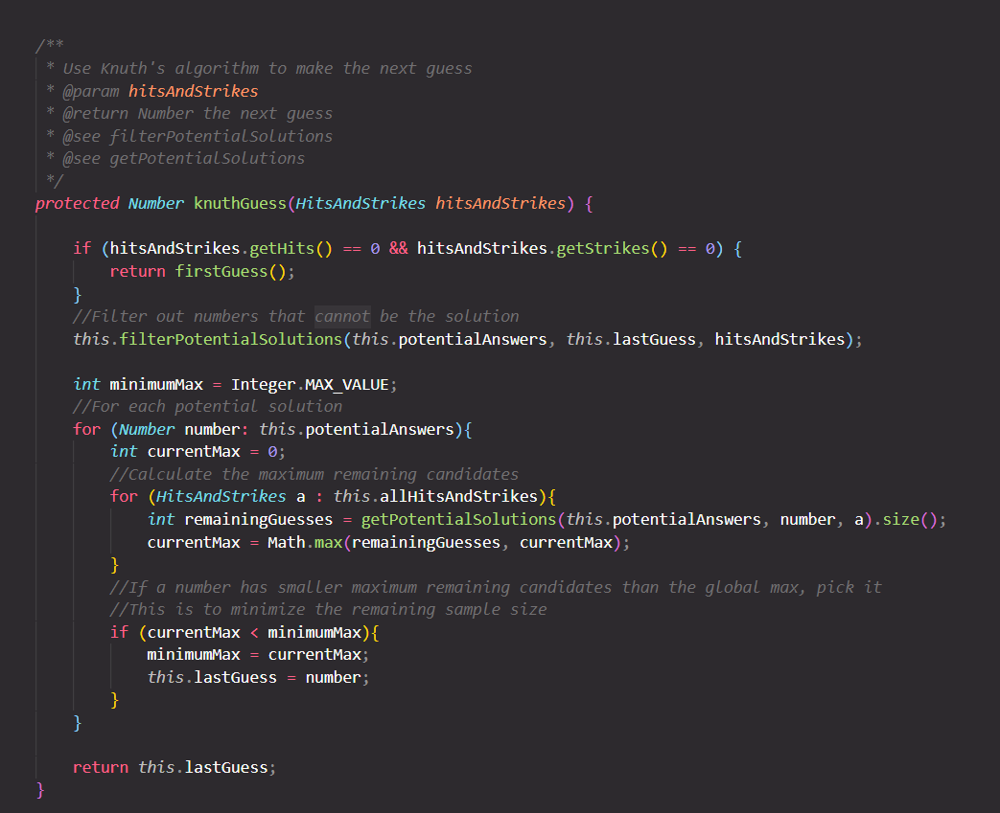 /**
 * Use Knuth's algorithm to make the next guess
 * @param hitsAndStrikes
 * @return Number the next guess
 * @see filterPotentialSolutions
 * @see getPotentialSolutions
 */
protected Number knuthGuess(HitsAndStrikes hitsAndStrikes) {
    if (hitsAndStrikes.getHits() == 0 && hitsAndStrikes.getStrikes() == 0) {
        return firstGuess();
    }
    //Filter out numbers that cannot be the solution
    this.filterPotentialSolutions(this.potentialAnswers, this.lastGuess, hitsAndStrikes);
    int minimumMax = Integer.MAX_VALUE;
    //For each potential solution
    for (Number number: this.potentialAnswers){
        int currentMax = 0;
        //Calculate the maximum remaining candidates
        for (HitsAndStrikes a : this.allHitsAndStrikes){
            int remainingGuesses = getPotentialSolutions(this.potentialAnswers, number, a).size();
            currentMax = Math.max(remainingGuesses, currentMax);
        }
        //If a number has smaller maximum remaining candidates than the global max, pick it
        //This is to minimize the remaining sample size
        if (currentMax < minimumMax){
            minimumMax = currentMax;
            this.lastGuess = number;
        }
    }
    return this.lastGuess;
}